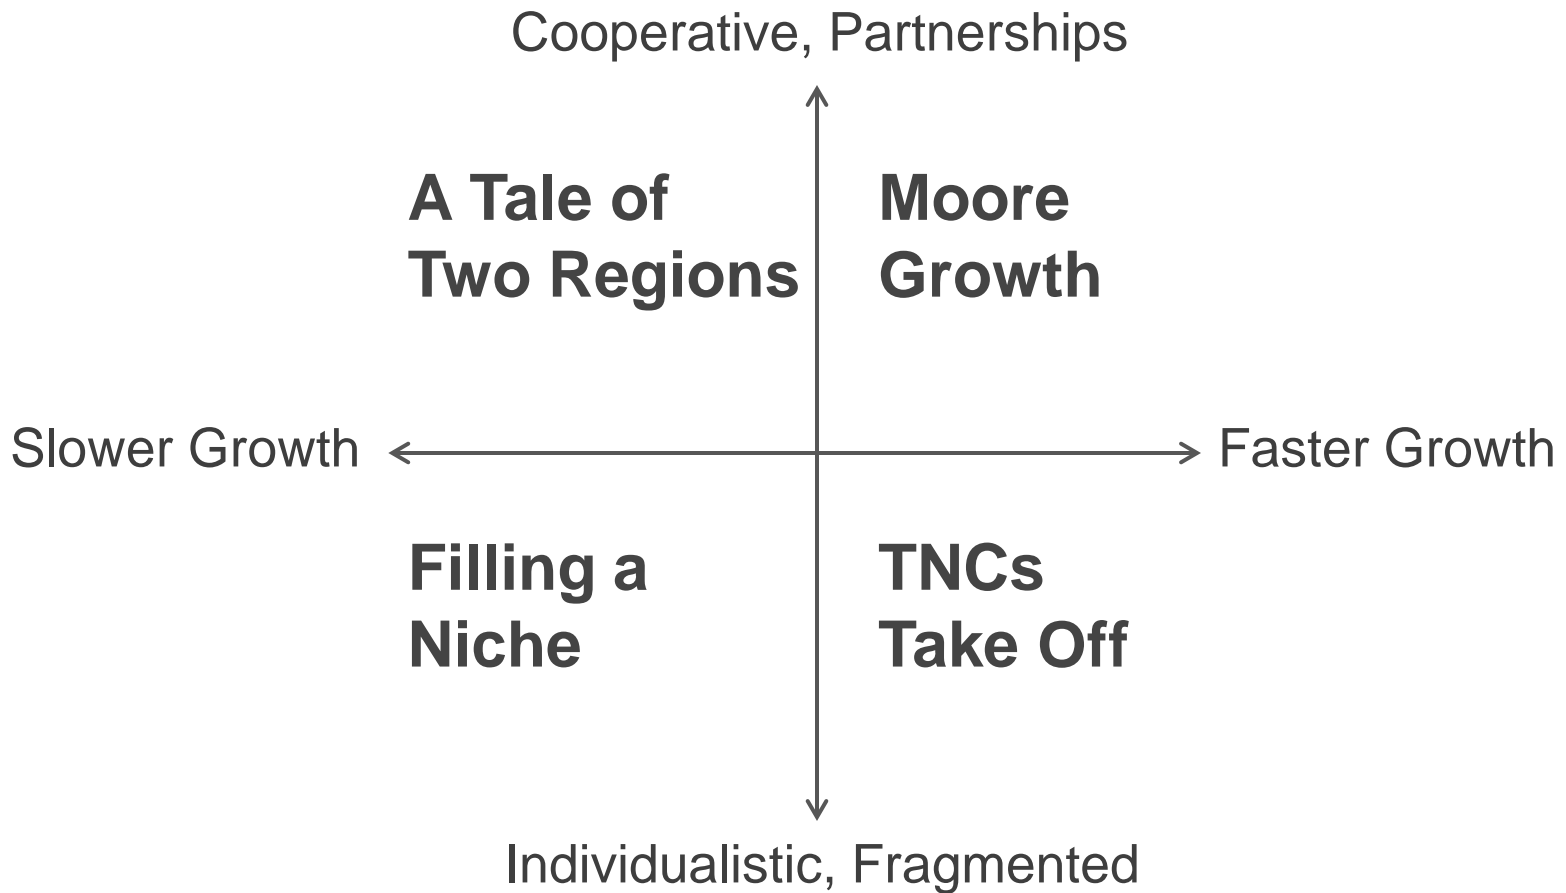 Cooperative, Partnerships
A Tale of
Two Regions
Moore
Growth
Slower Growth
Faster Growth
Filling a
Niche
TNCs
Take Off
Individualistic, Fragmented